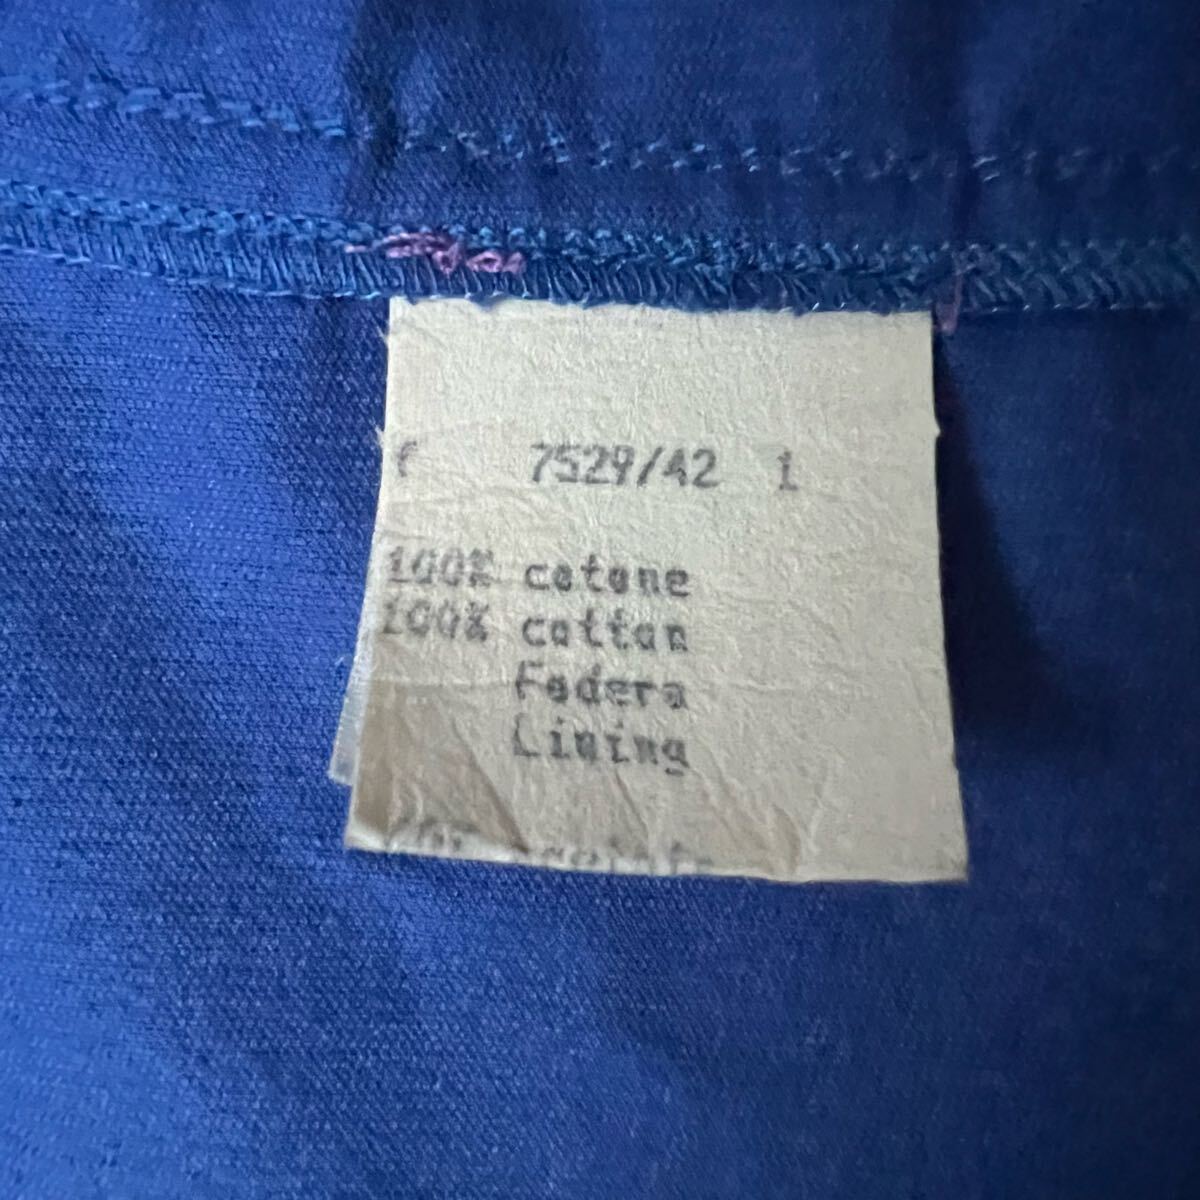 f 7529/42 1
100% cotone
100% cotton
Fodera
Lining